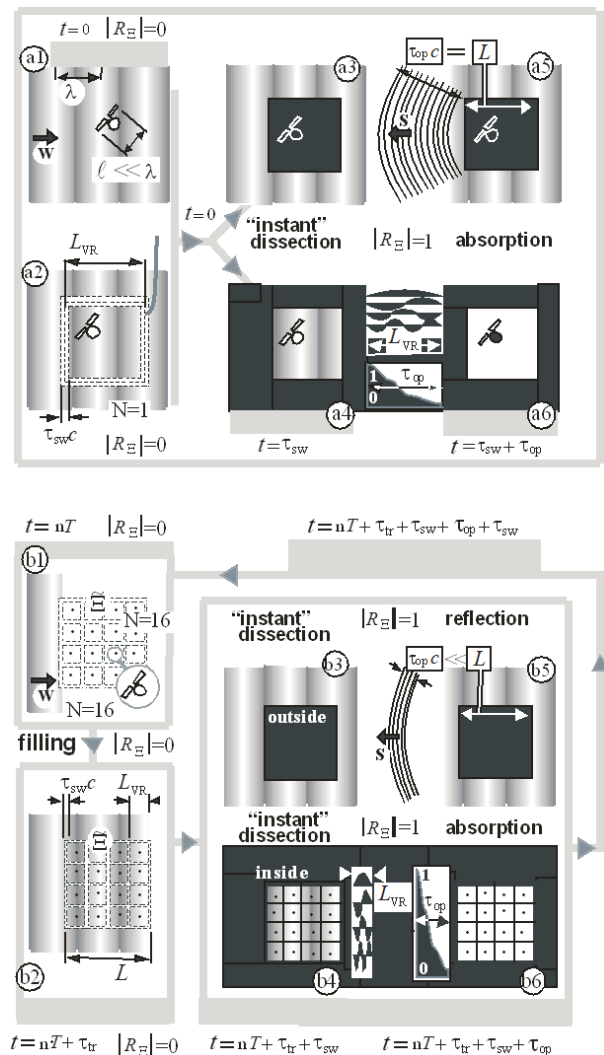 t=0 |R_Ξ|=0
a1
λ
w
ℓ << λ
a3
τ_op c = L
a5
s
t=0
"instant" dissection |R_Ξ|=1 absorption
L_VR
a2
N=1
τ_sw c
|R_Ξ|=0
L_VR
1
0
τ_op
a4
a6
t=τ_sw
t=τ_sw+τ_op
t=nT |R_Ξ|=0
t=nT+τ_tr+τ_sw+τ_op+τ_sw
b1
Ξ̃
N=16
w
N=16
filling |R_Ξ|=0
"instant" dissection |R_Ξ|=1 reflection
b3
τ_op c << L
b5
outside
s
τ_sw c L_VR
Ξ̃
L
b2
"instant" dissection |R_Ξ|=1 absorption
inside
L_VR
1
τ_op
0
b4
b6
t=nT+τ_tr |R_Ξ|=0
t=nT+τ_tr+τ_sw
t=nT+τ_tr+τ_sw+τ_op